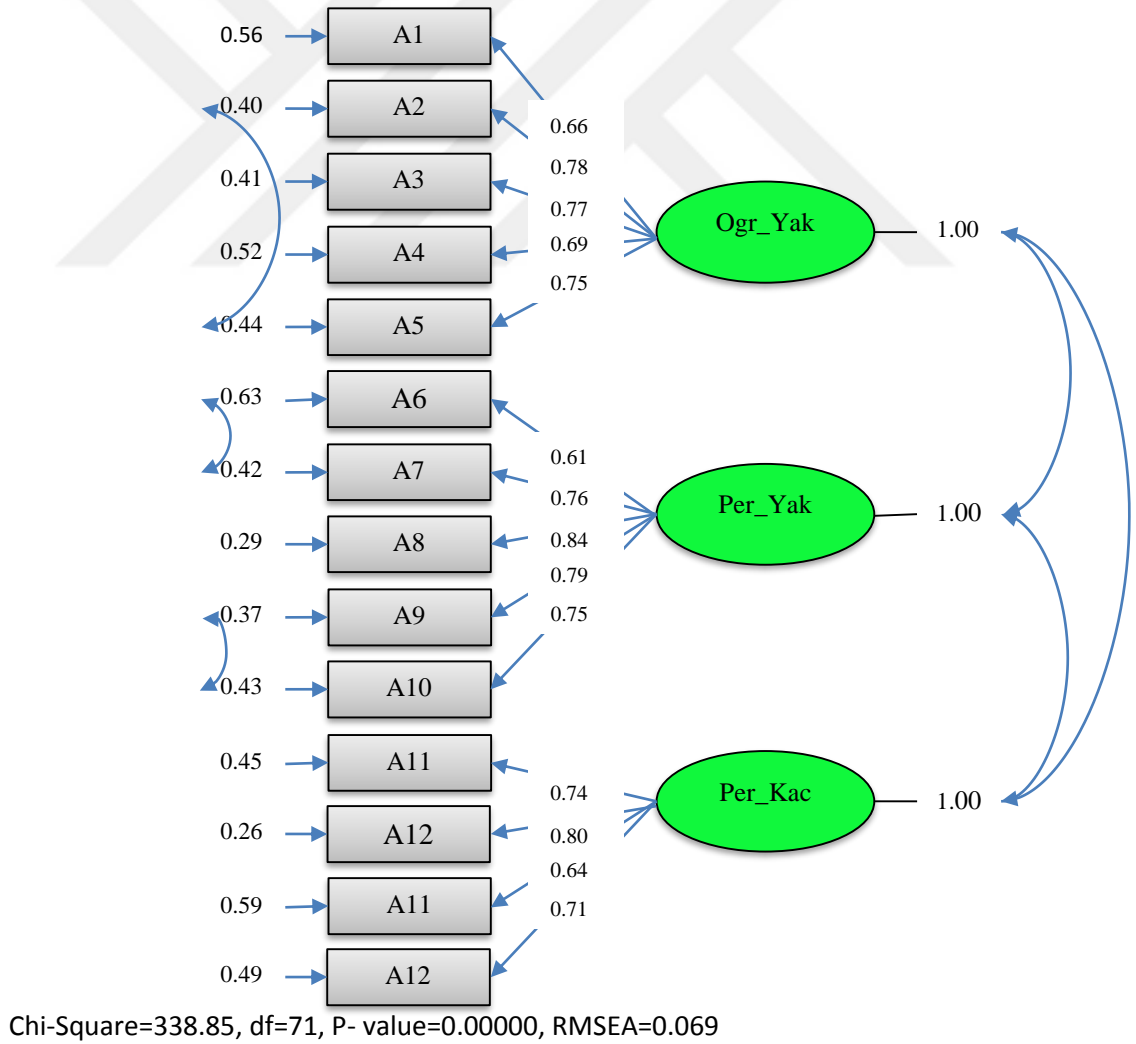 0.56 A1
0.40 A2
0.66
0.78
0.41 A3
0.77
Ogr_Yak 1.00
0.52 A4
0.69
0.75
0.44 A5
0.63 A6
0.61
0.42 A7
0.76
Per_Yak 1.00
0.29 A8
0.84
0.79
0.37 A9
0.75
0.43 A10
0.45 A11
0.74
Per_Kac 1.00
0.26 A12
0.80
0.64
0.59 A11
0.71
0.49 A12
Chi-Square=338.85, df=71, P- value=0.00000, RMSEA=0.069